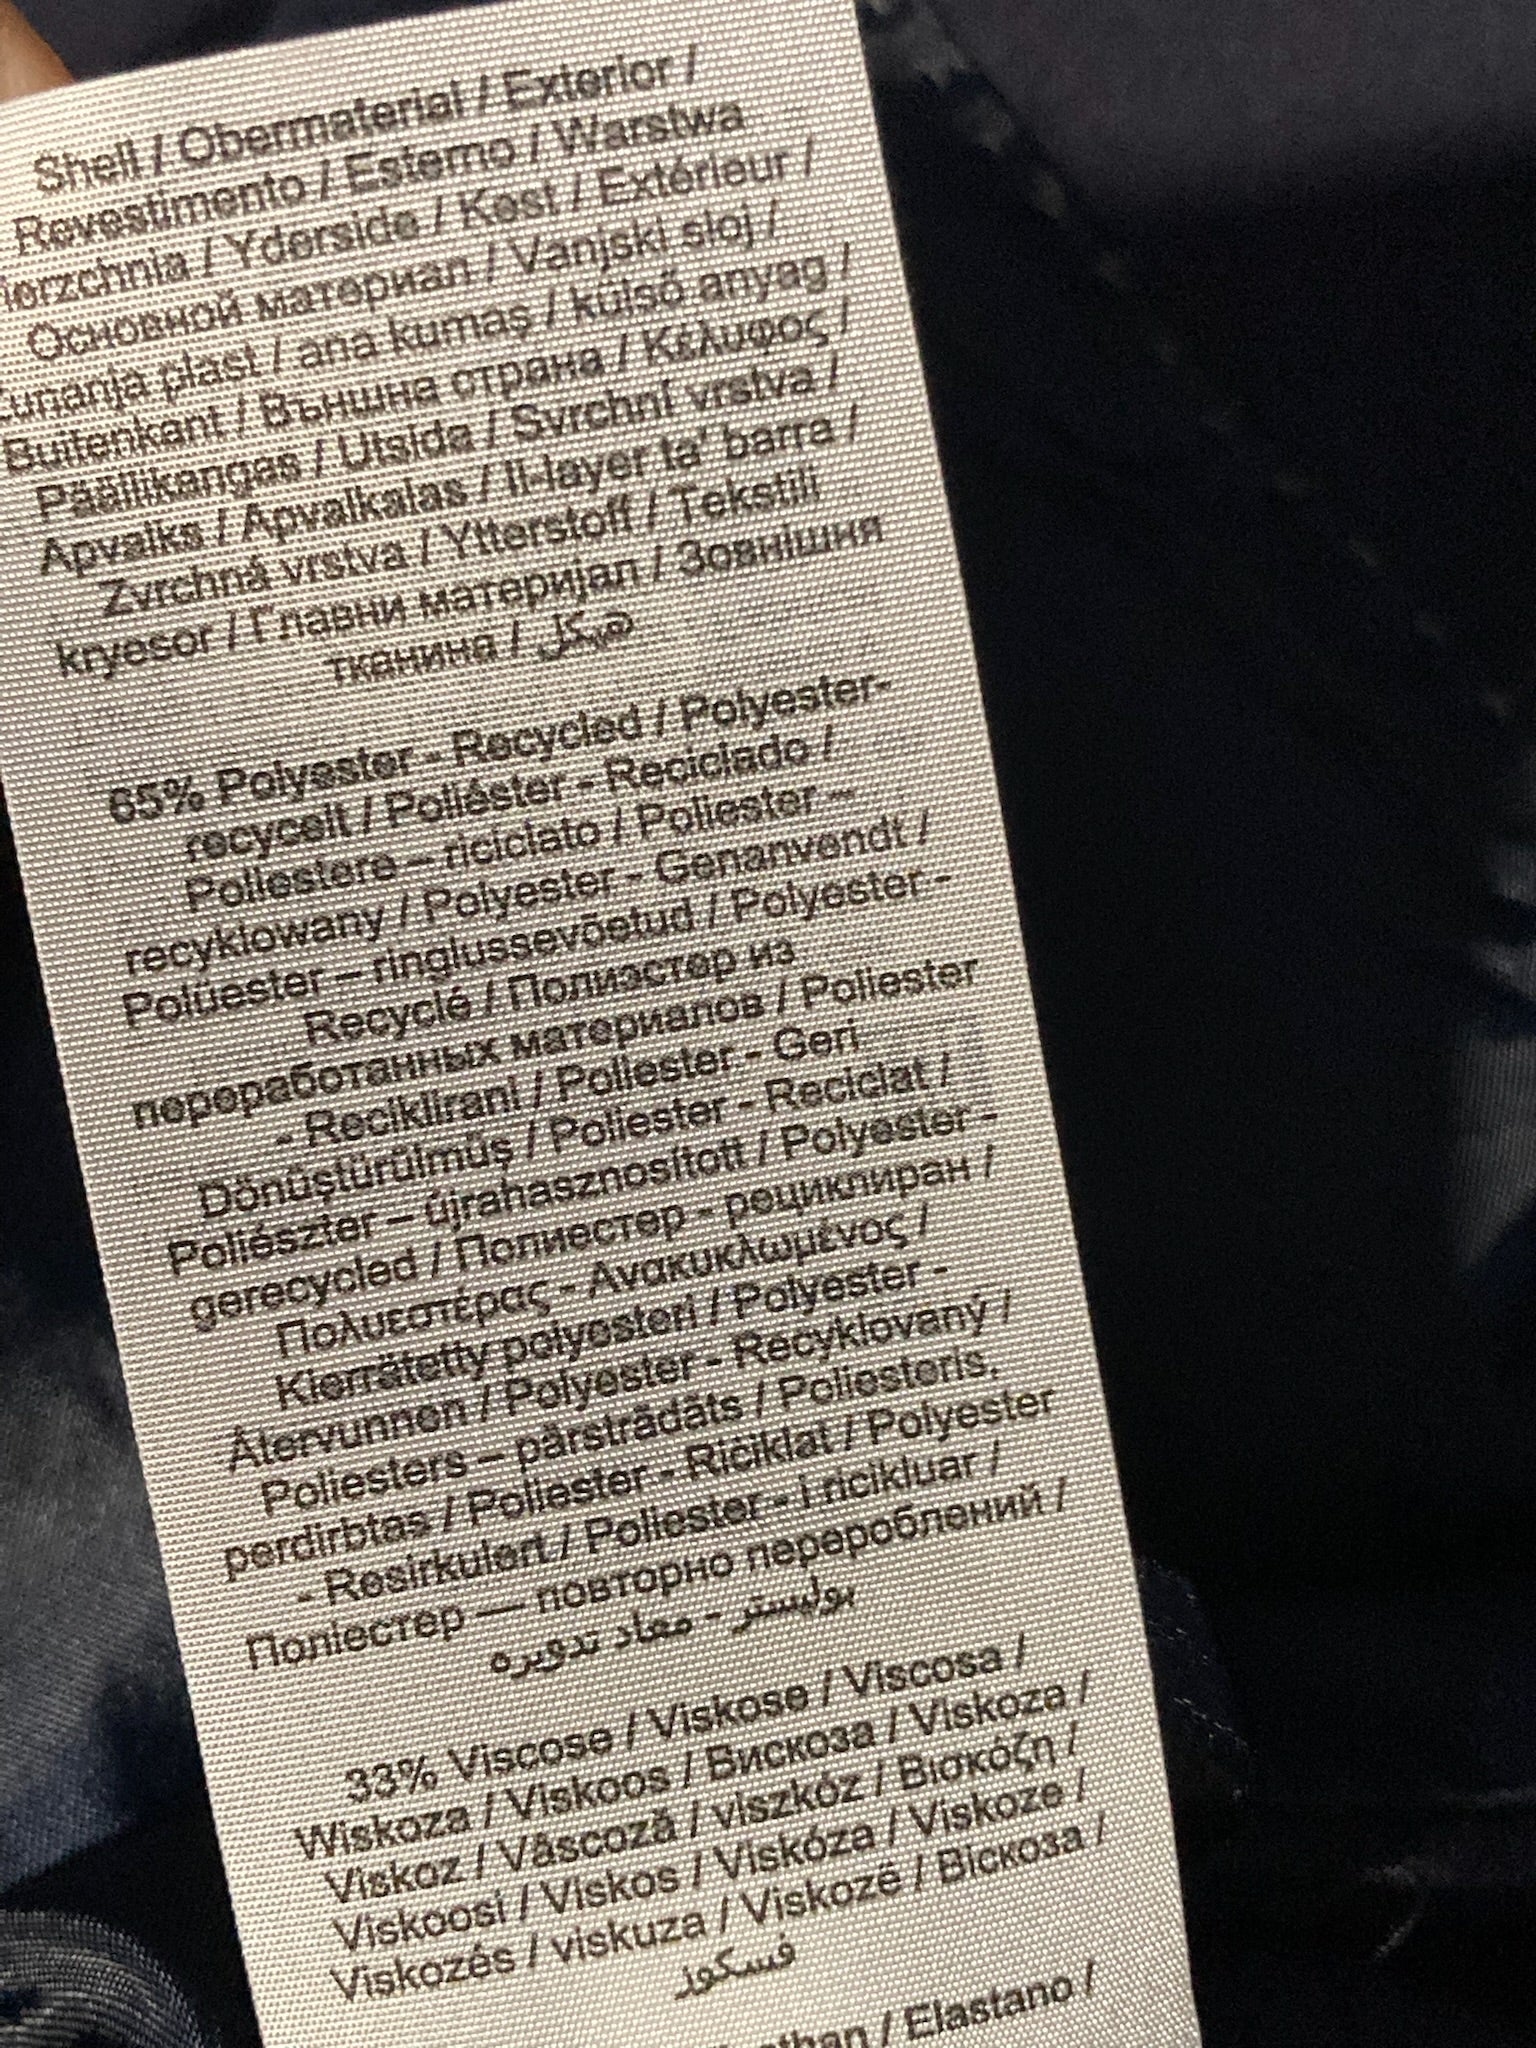 Shell / Obermaterial / Exterior /
Revestimento / Esterno / Warstwa
ierzchnia / Yderside / Kest / Extérieur /
Основной материал / Vanjski sloj /
Zunanja plast / ana kumaş / külső anyag /
Buitenkant / Външна страна / Κέλυφος /
Päällikangas / Utsida / Svrchní vrstva /
Apvalks / Apvalkalas / Il-layer ta' barra /
Zvrchná vrstva / Ytterstoff / Tekstili
kryesor / Главни материјал / Зовнішня
тканина / هيكل
65% Polyester - Recycled / Polyester-
recycelt / Poliéster - Reciclado /
Poliestere – riciclato / Poliester –
recyklowany / Polyester - Genanvendt /
Polüester – ringlussevõetud / Polyester -
Recyclé / Полиэстер из
переработанных материалов / Poliester
- Reciklirani / Poliester - Geri
Dönüştürülmüş / Poliester - Reciclat /
Poliészter – újrahasznosított / Polyester -
gerecycled / Полиестер - рециклиран /
Πολυεστέρας - Ανακυκλωμένος /
Kierrätetty polyesteri / Polyester -
Återvunnen / Polyester - Recyklovaný /
Poliesters – pārstrādāts / Poliesteris,
perdirbtas / Poliester - Riciklat / Polyester
- Resirkulert / Poliester - i ricikluar /
Поліестер — повторно перероблений /
بوليستر - معاد تدويره
33% Viscose / Viskose / Viscosa /
Wiskoza / Viskoos / Вискоза / Viskoza /
Viskoz / Vâscoză / viszkóz / Βισκόζη /
Viskoosi / Viskos / Viskóza / Viskoze /
Viskozés / viskuza / Viskozë / Віскоза /
فسكوز
/ Elastano /